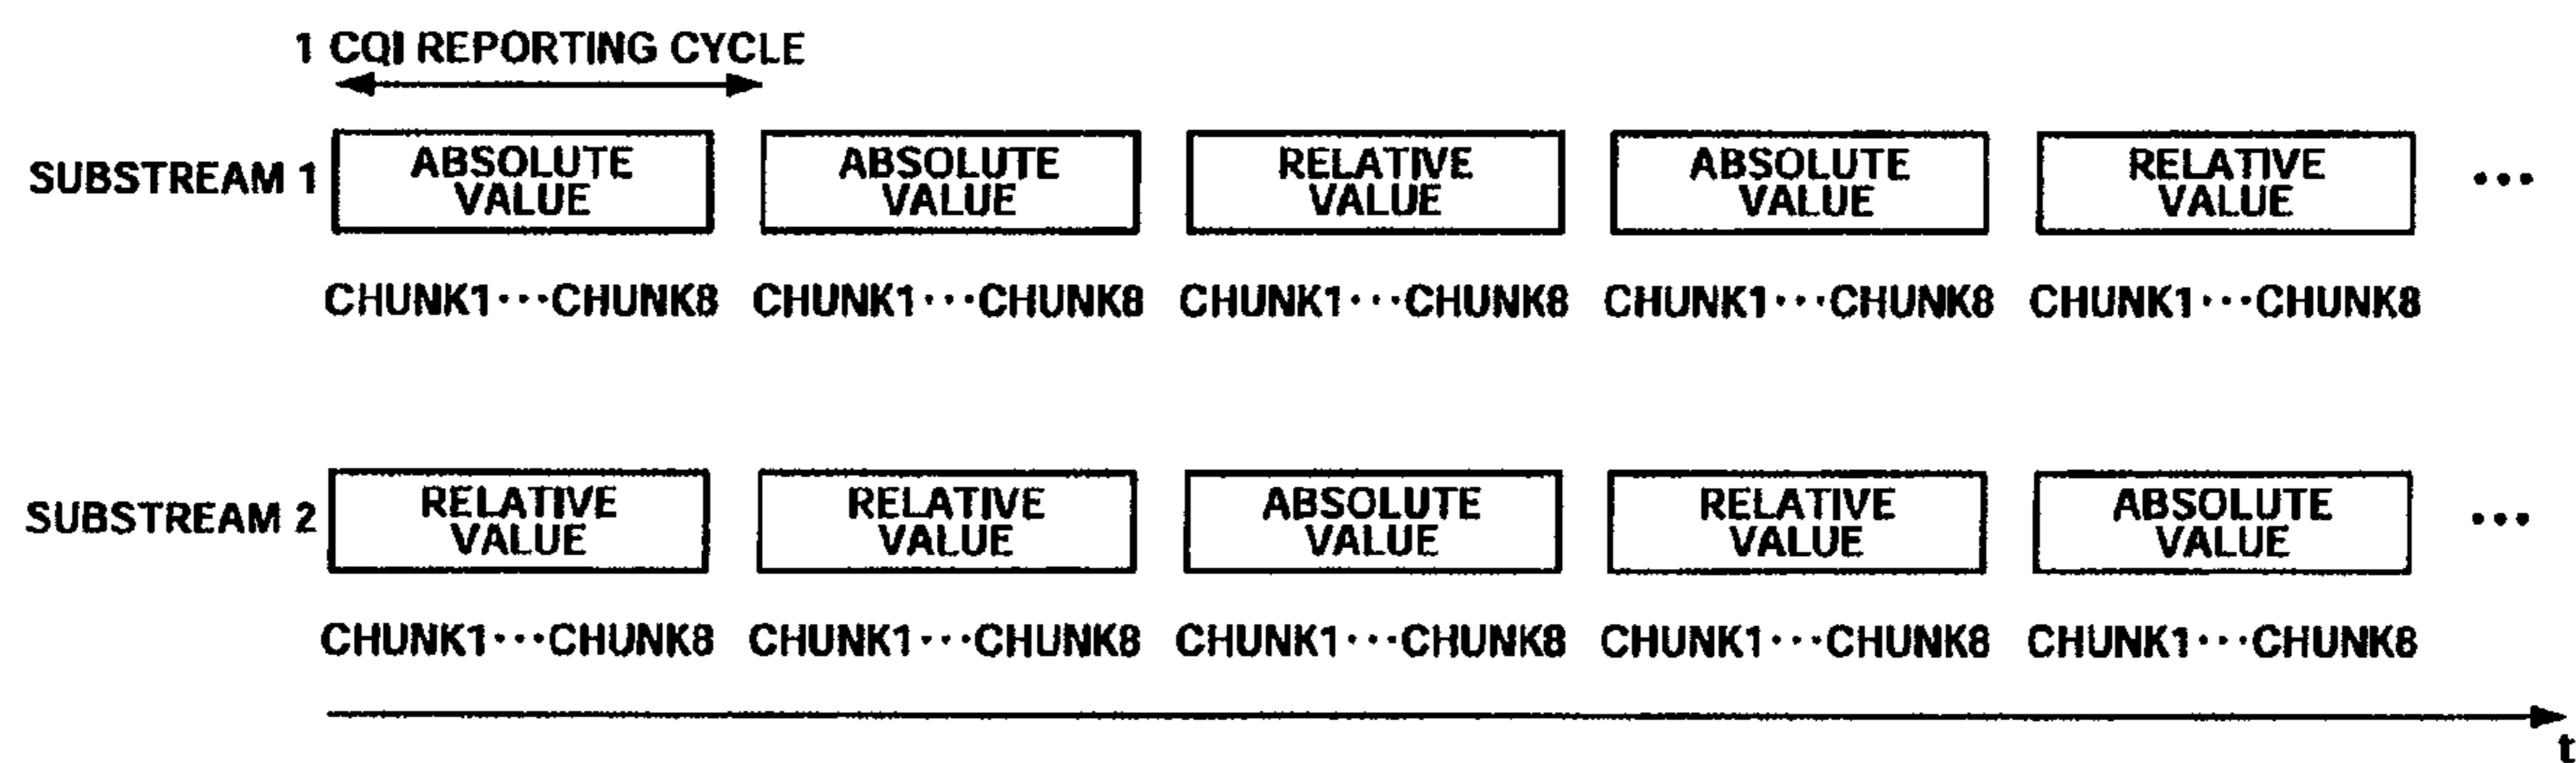 1 CQI REPORTING CYCLE
SUBSTREAM 1
ABSOLUTE VALUE
ABSOLUTE VALUE
RELATIVE VALUE
ABSOLUTE VALUE
RELATIVE VALUE
...
CHUNK1...CHUNK8 CHUNK1...CHUNK8 CHUNK1...CHUNK8 CHUNK1...CHUNK8 CHUNK1...CHUNK8
SUBSTREAM 2
RELATIVE VALUE
RELATIVE VALUE
ABSOLUTE VALUE
RELATIVE VALUE
ABSOLUTE VALUE
...
CHUNK1...CHUNK8 CHUNK1...CHUNK8 CHUNK1...CHUNK8 CHUNK1...CHUNK8 CHUNK1...CHUNK8
t